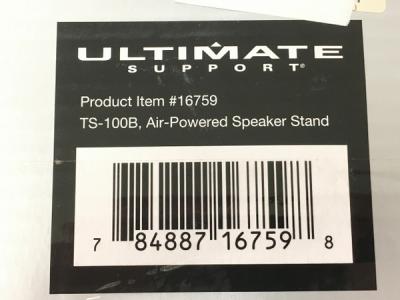 ULTIMATE
SUPPORT®
Product Item #16759
TS-100B, Air-Powered Speaker Stand
7 84887 16759 8